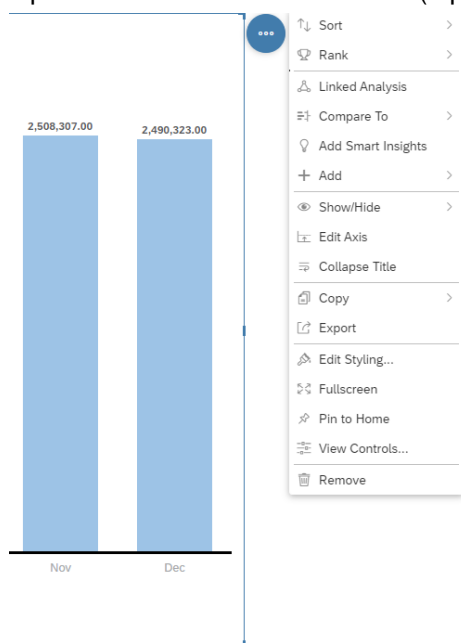 Sort
Rank
Linked Analysis
Compare To
Add Smart Insights
Add
Show/Hide
Edit Axis
Collapse Title
Copy
Export
Edit Styling...
Fullscreen
Pin to Home
View Controls...
Remove
2,508,307.00
2,490,323.00
Nov
Dec